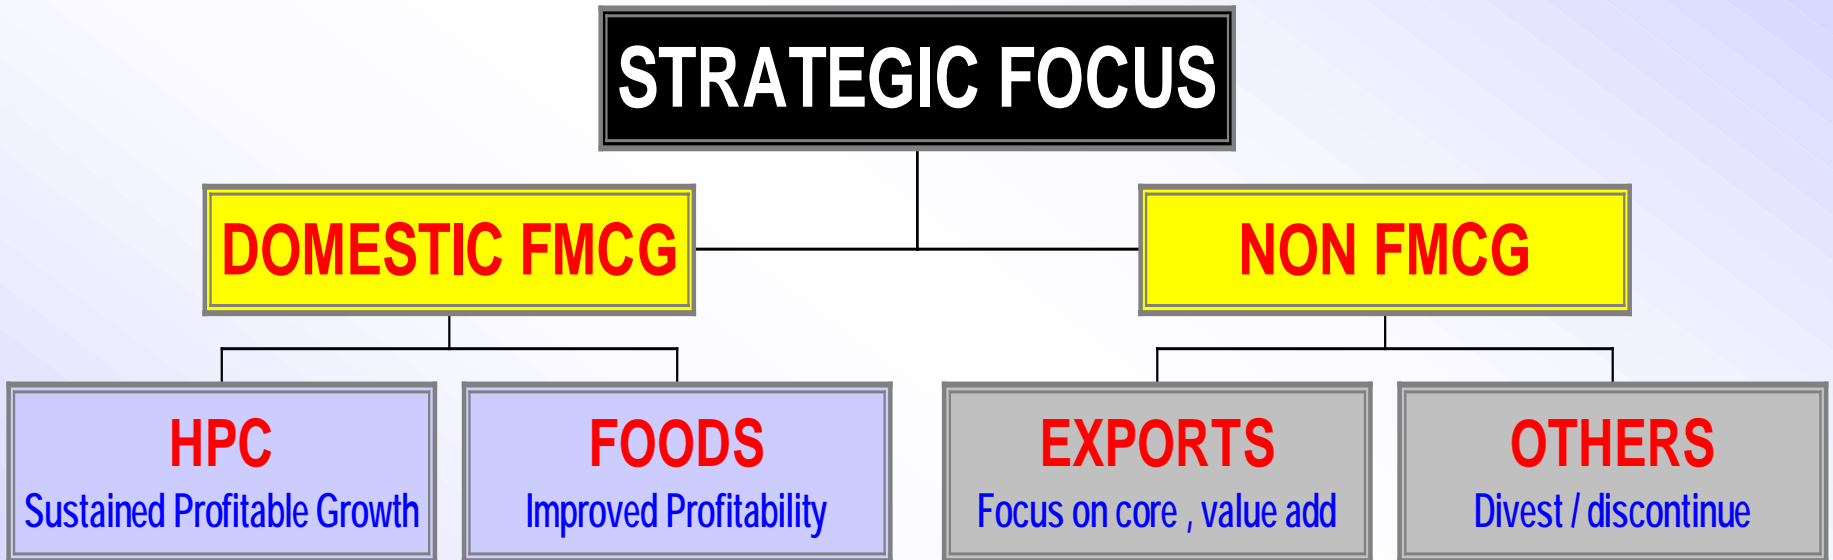 STRATEGIC FOCUS
DOMESTIC FMCG
NON FMCG
HPC
Sustained Profitable Growth
FOODS
Improved Profitability
EXPORTS
Focus on core , value add
OTHERS
Divest / discontinue